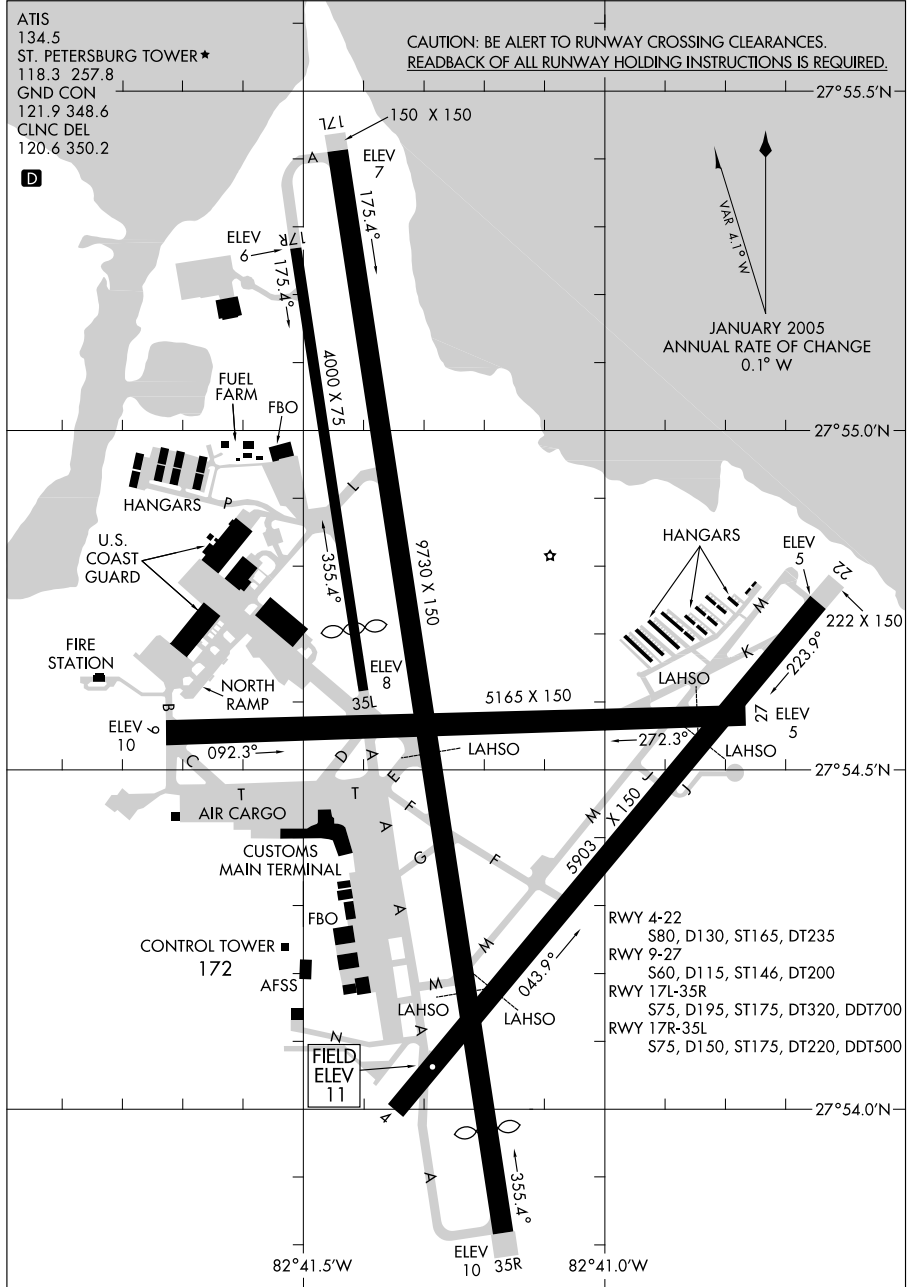 ATIS
134.5
ST. PETERSBURG TOWER★
118.3 257.8
GND CON
121.9 348.6
CLNC DEL
120.6 350.2
D
CAUTION: BE ALERT TO RUNWAY CROSSING CLEARANCES.
READBACK OF ALL RUNWAY HOLDING INSTRUCTIONS IS REQUIRED.
27°55.5'N
17L
150 X 150
A
ELEV
7
175.4°
VAR 4.1° W
JANUARY 2005
ANNUAL RATE OF CHANGE
0.1° W
ELEV
6
17R
175.4°
4000 X 75
FUEL
FARM
FBO
27°55.0'N
HANGARS
P
L
U.S.
COAST
GUARD
355.4°
9730 X 150
HANGARS
ELEV
5
22
M
222 X 150
K
223.9°
FIRE
STATION
NORTH
RAMP
ELEV
8
35L
5165 X 150
LAHSO
B
ELEV
10
9
092.3°
272.3°
27
ELEV
5
LAHSO
LAHSO
27°54.5'N
C
D
A
E
F
T
T
AIR CARGO
J
J
M
5903 X 150
CUSTOMS
MAIN TERMINAL
A
G
F
FBO
A
M
CONTROL TOWER
172
AFSS
M
043.9°
LAHSO
LAHSO
RWY 4-22
S80, D130, ST165, DT235
RWY 9-27
S60, D115, ST146, DT200
RWY 17L-35R
S75, D195, ST175, DT320, DDT700
RWY 17R-35L
S75, D150, ST175, DT220, DDT500
N
A
FIELD
ELEV
11
4
27°54.0'N
A
355.4°
ELEV
10
35R
82°41.5'W
82°41.0'W